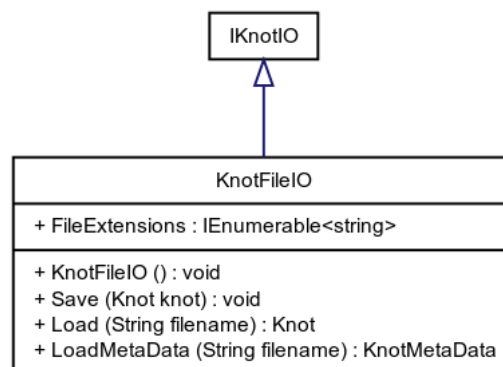 IKnotIO
KnotFileIO
+ FileExtensions : IEnumerable<string>
+ KnotFileIO () : void
+ Save (Knot knot) : void
+ Load (String filename) : Knot
+ LoadMetaData (String filename) : KnotMetaData